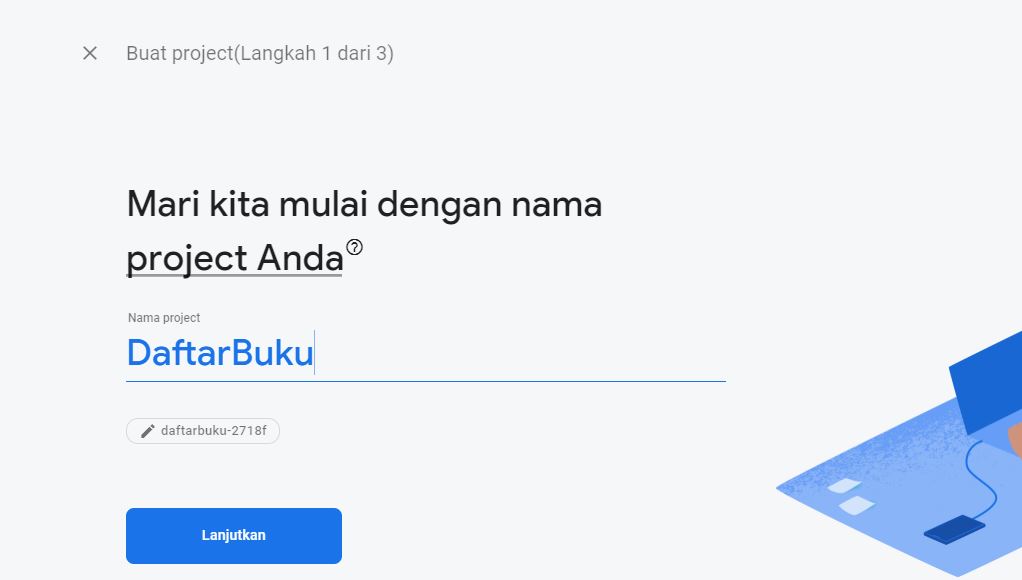 Buat project(Langkah 1 dari 3)
Mari kita mulai dengan nama
project Anda
Nama project
DaftarBuku
daftarbuku-2718f
Lanjutkan